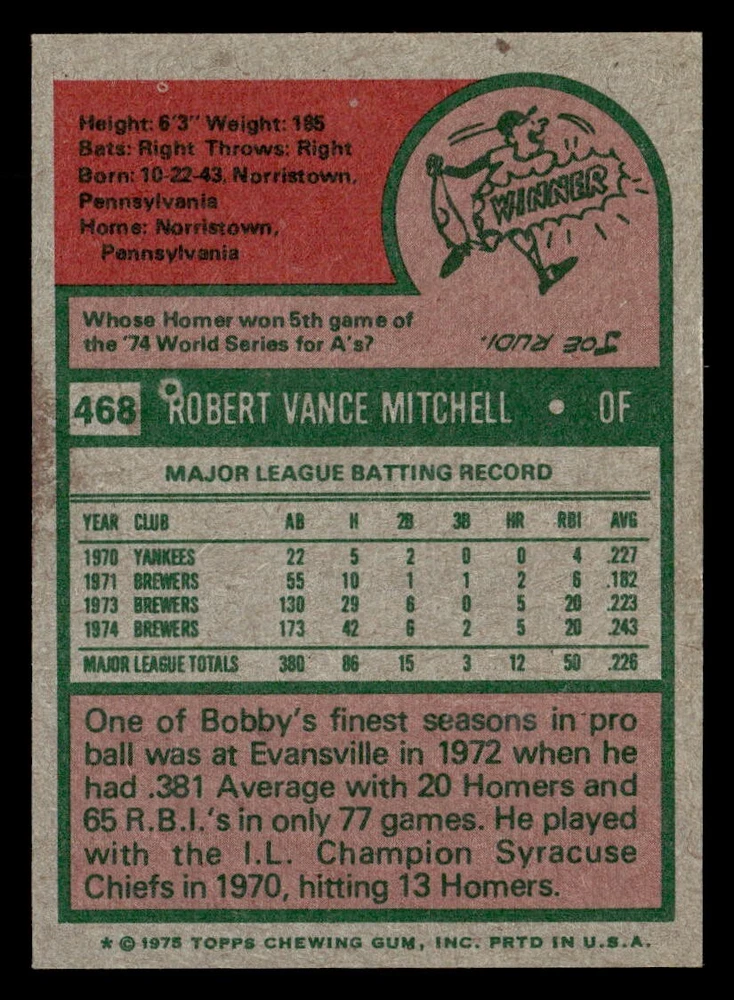 Height: 6'3" Weight: 185
Bats: Right Throws: Right
Born: 10-22-43, Norristown,
Pennsylvania
Home: Norristown,
Pennsylvania
WINNER
Whose Homer won 5th game of
the '74 World Series for A's?
JOE RUDI.
468 ROBERT VANCE MITCHELL • OF
MAJOR LEAGUE BATTING RECORD
YEAR CLUB AB H 2B 3B HR RBI AVG
1970 YANKEES 22 5 2 0 0 4 .227
1971 BREWERS 55 10 1 1 2 6 .182
1973 BREWERS 130 29 6 0 5 20 .223
1974 BREWERS 173 42 6 2 5 20 .243
MAJOR LEAGUE TOTALS 380 86 15 3 12 50 .226
One of Bobby's finest seasons in pro
ball was at Evansville in 1972 when he
had .381 Average with 20 Homers and
65 R.B.I.'s in only 77 games. He played
with the I.L. Champion Syracuse
Chiefs in 1970, hitting 13 Homers.
* © 1975 TOPPS CHEWING GUM, INC. PRTD IN U.S.A.